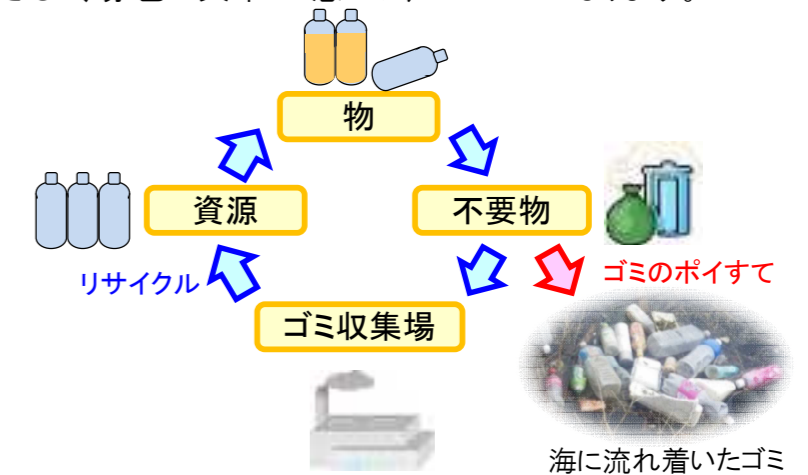 物
資源
不要物
リサイクル
ゴミのポイすて
ゴミ収集場
海に流れ着いたゴミ